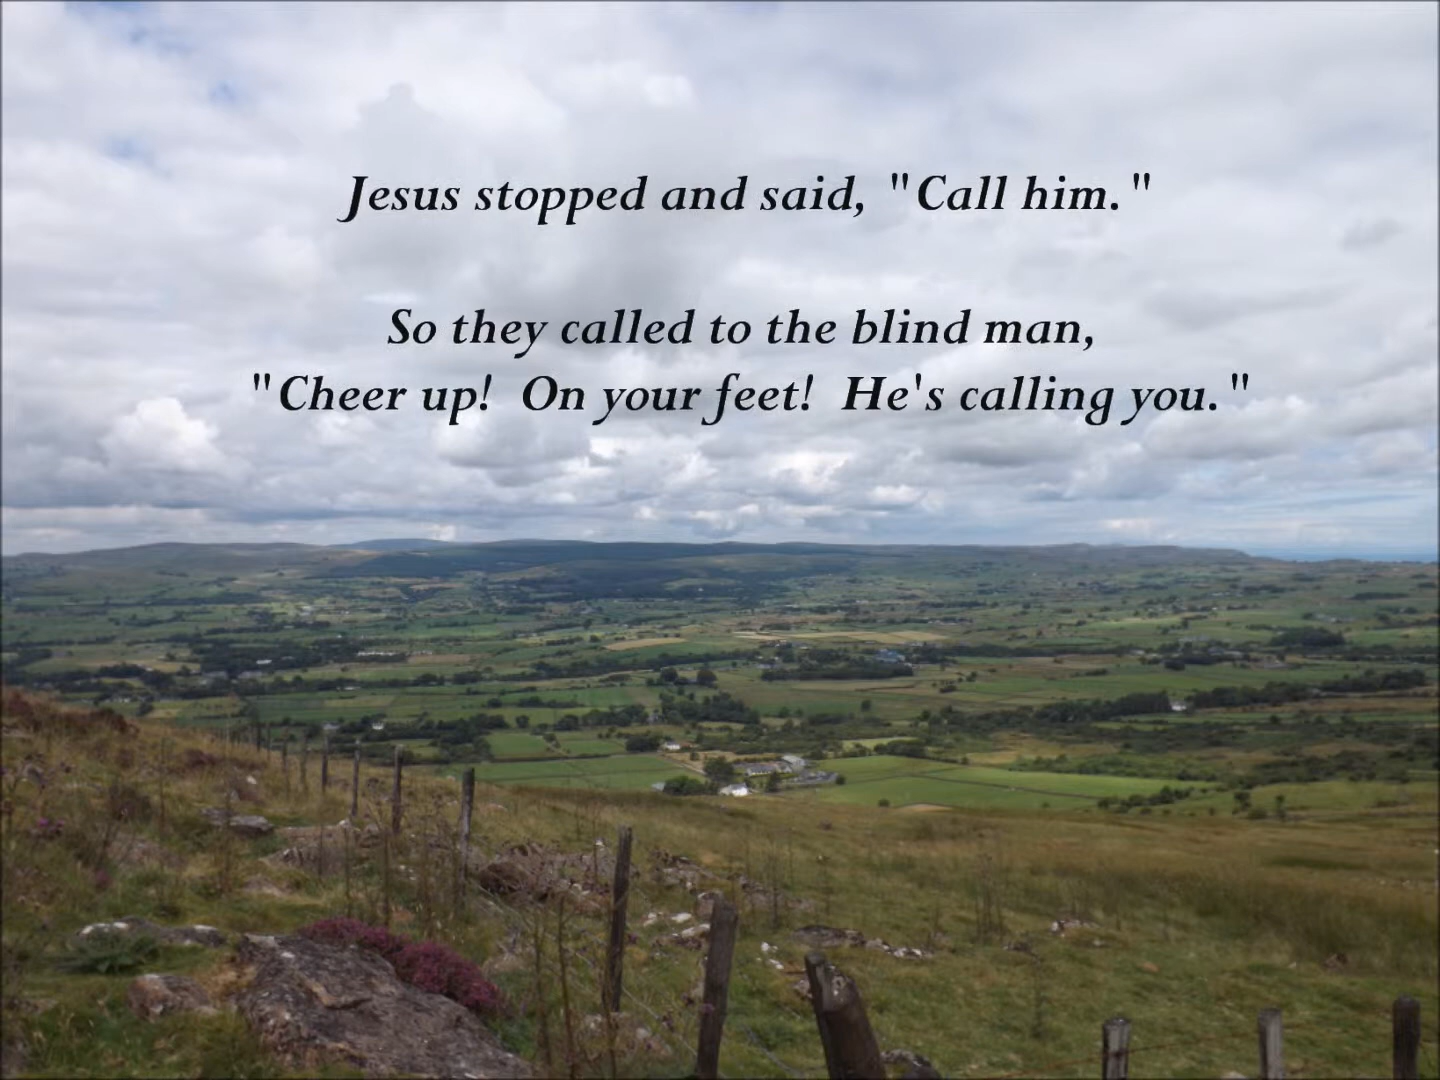 Jesus stopped and said, "Call him."
So they called to the blind man,
"Cheer up!  On your feet!  He's calling you."